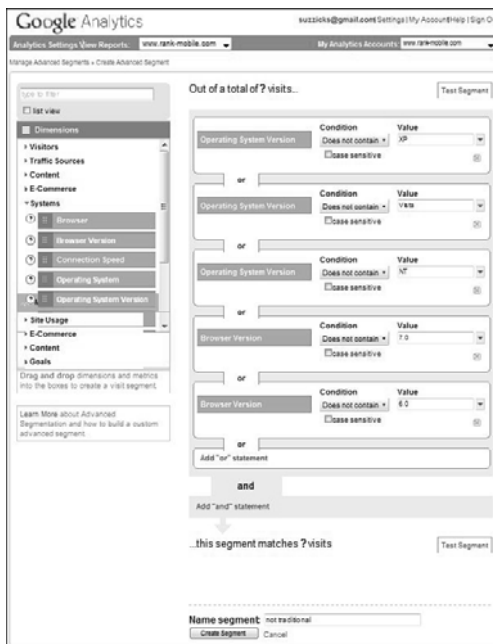 Google Analytics
suzzicks@gmail.com| Settings | My Account | Help | Sign O
Analytics Settings View Reports: www.rank-mobile.com
My Analytics Accounts: www.rank-mobile.com
Manage Advanced Segments » Create Advanced Segment
type to filter
list view
Dimensions
Visitors
Traffic Sources
Content
E-Commerce
Systems
Browser
Browser Version
Connection Speed
Operating System
Operating System Version
Site Usage
E-Commerce
Content
Goals
Drag and drop dimensions and metrics
into the boxes to create a visit segment.
Learn More about Advanced
Segmentation and how to build a custom
advanced segment.
Out of a total of ? visits...
Test Segment
Condition Value
Operating System Version Does not contain XP
case sensitive
or
Condition Value
Operating System Version Does not contain Vista
case sensitive
or
Condition Value
Operating System Version Does not contain NT
case sensitive
or
Condition Value
Browser Version Does not contain 7.0
case sensitive
or
Condition Value
Browser Version Does not contain 6.0
case sensitive
or
Add "or" statement
and
Add "and" statement
...this segment matches ? visits
Test Segment
Name segment: not traditional
Create Segment Cancel